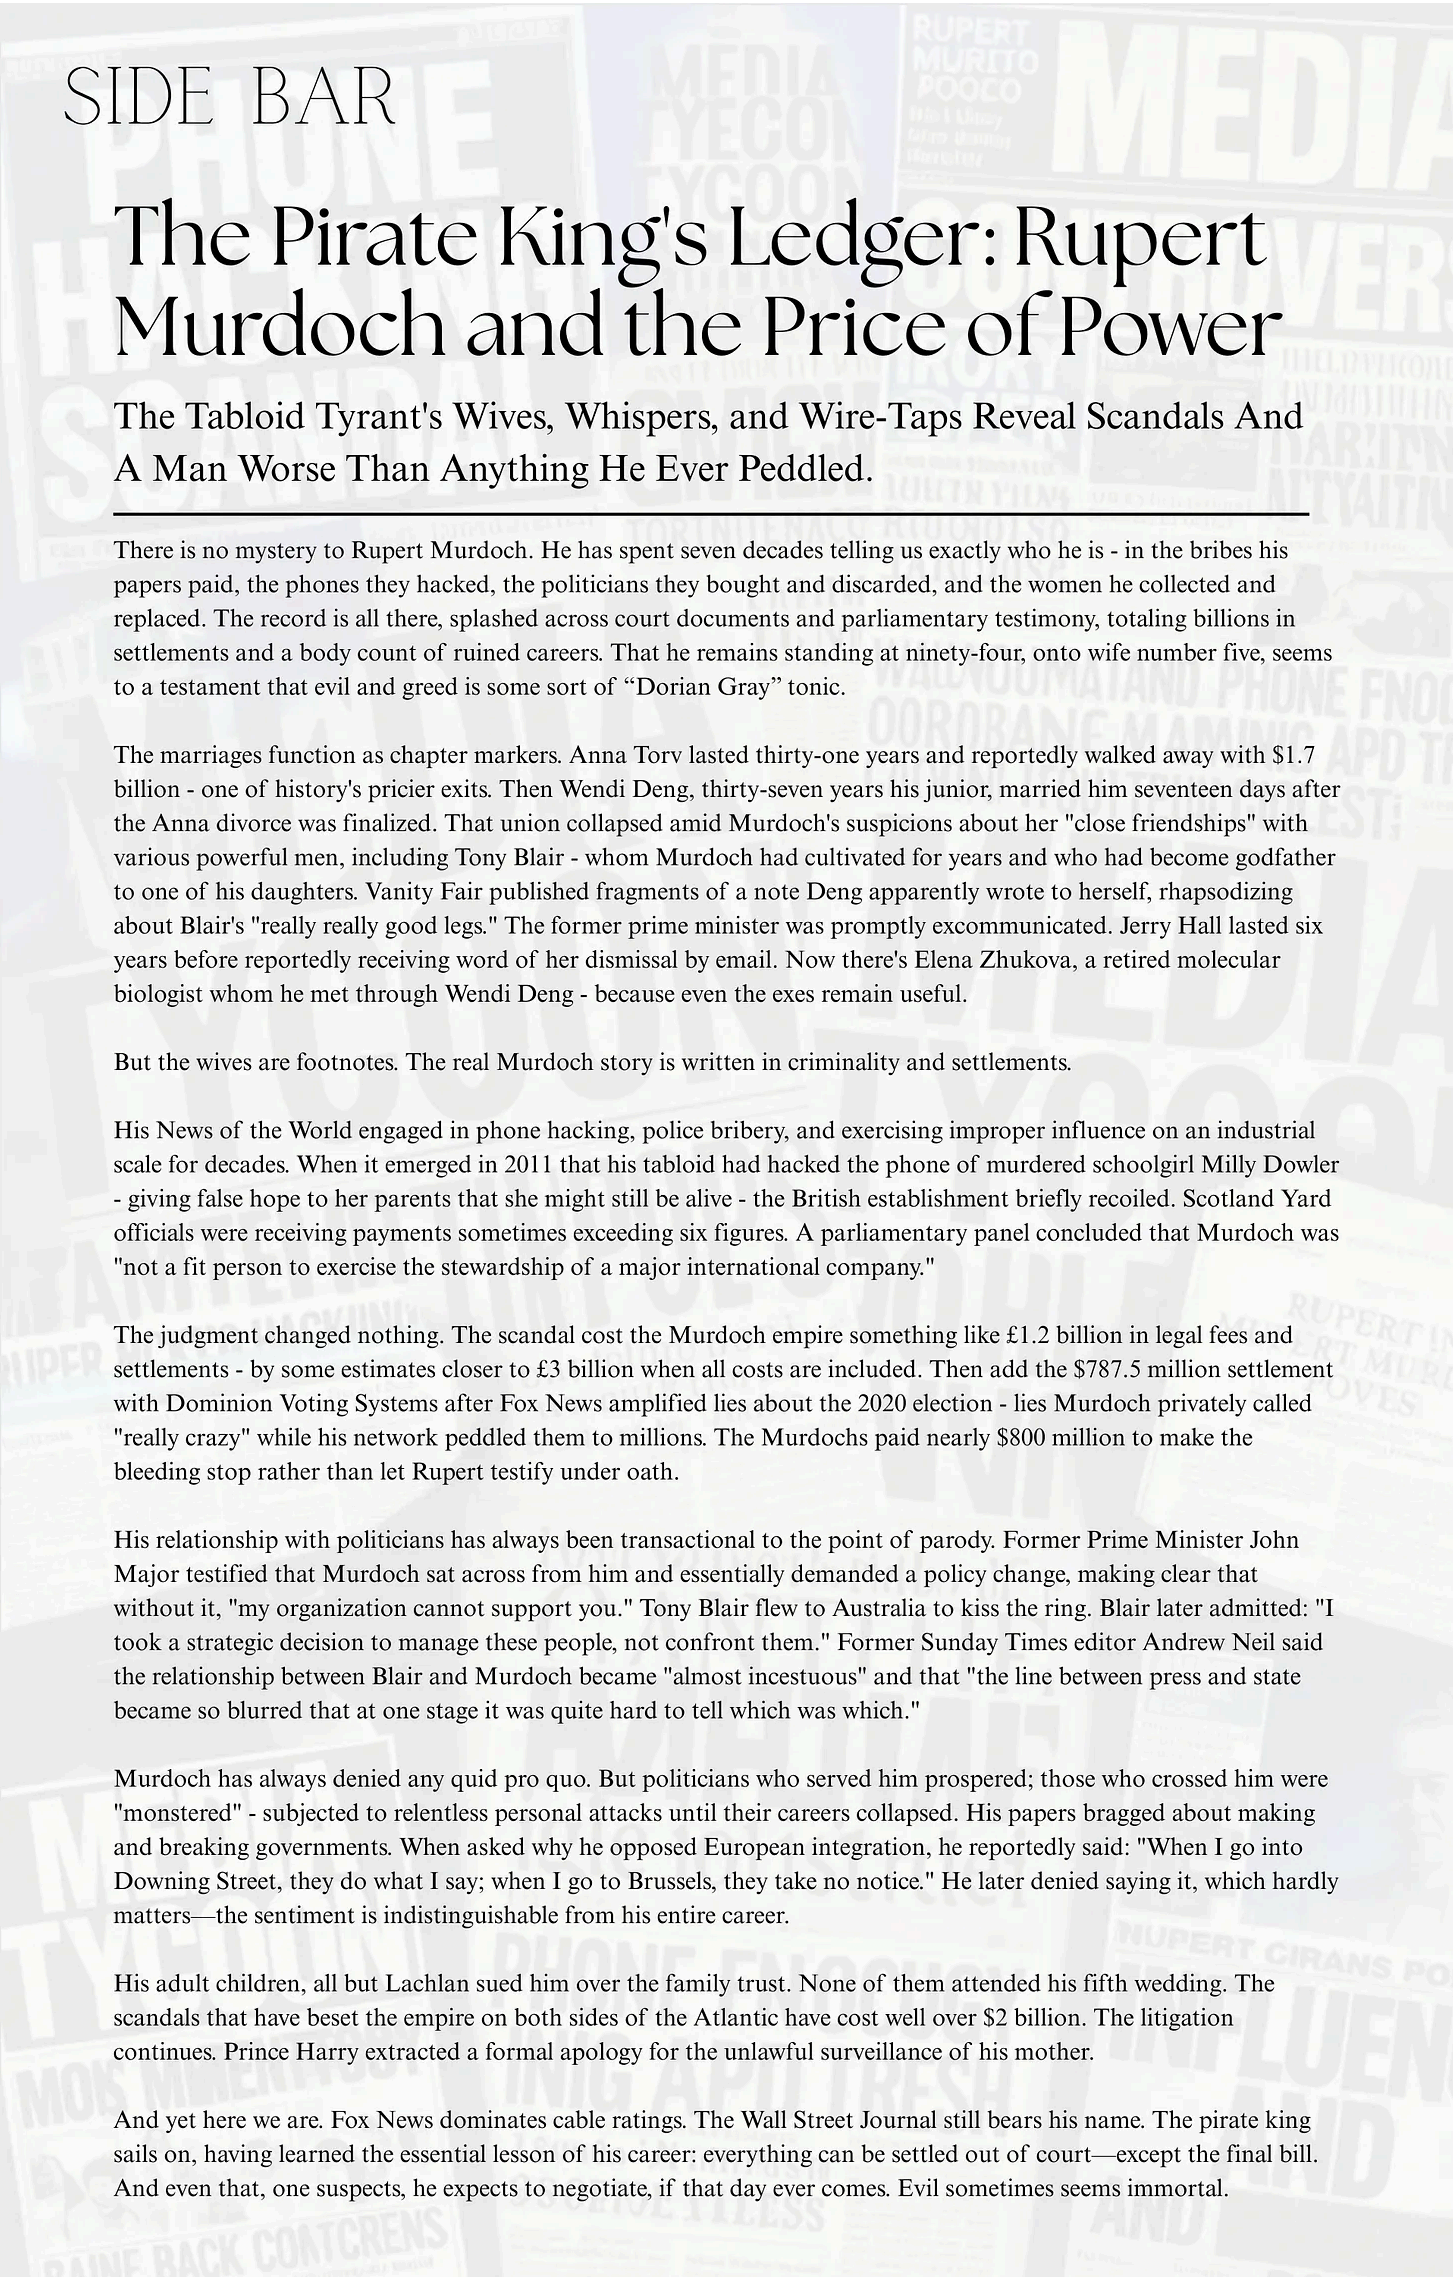 SIDE BAR
The Pirate King's Ledger: Rupert
Murdoch and the Price of Power
The Tabloid Tyrant's Wives, Whispers, and Wire-Taps Reveal Scandals And
A Man Worse Than Anything He Ever Peddled.
There is no mystery to Rupert Murdoch. He has spent seven decades telling us exactly who he is - in the bribes his
papers paid, the phones they hacked, the politicians they bought and discarded, and the women he collected and
replaced. The record is all there, splashed across court documents and parliamentary testimony, totaling billions in
settlements and a body count of ruined careers. That he remains standing at ninety-four, onto wife number five, seems
to a testament that evil and greed is some sort of “Dorian Gray” tonic.
The marriages function as chapter markers. Anna Torv lasted thirty-one years and reportedly walked away with $1.7
billion - one of history's pricier exits. Then Wendi Deng, thirty-seven years his junior, married him seventeen days after
the Anna divorce was finalized. That union collapsed amid Murdoch's suspicions about her "close friendships" with
various powerful men, including Tony Blair - whom Murdoch had cultivated for years and who had become godfather
to one of his daughters. Vanity Fair published fragments of a note Deng apparently wrote to herself, rhapsodizing
about Blair's "really really good legs." The former prime minister was promptly excommunicated. Jerry Hall lasted six
years before reportedly receiving word of her dismissal by email. Now there's Elena Zhukova, a retired molecular
biologist whom he met through Wendi Deng - because even the exes remain useful.
But the wives are footnotes. The real Murdoch story is written in criminality and settlements.
His News of the World engaged in phone hacking, police bribery, and exercising improper influence on an industrial
scale for decades. When it emerged in 2011 that his tabloid had hacked the phone of murdered schoolgirl Milly Dowler
- giving false hope to her parents that she might still be alive - the British establishment briefly recoiled. Scotland Yard
officials were receiving payments sometimes exceeding six figures. A parliamentary panel concluded that Murdoch was
"not a fit person to exercise the stewardship of a major international company."
The judgment changed nothing. The scandal cost the Murdoch empire something like £1.2 billion in legal fees and
settlements - by some estimates closer to £3 billion when all costs are included. Then add the $787.5 million settlement
with Dominion Voting Systems after Fox News amplified lies about the 2020 election - lies Murdoch privately called
"really crazy" while his network peddled them to millions. The Murdochs paid nearly $800 million to make the
bleeding stop rather than let Rupert testify under oath.
His relationship with politicians has always been transactional to the point of parody. Former Prime Minister John
Major testified that Murdoch sat across from him and essentially demanded a policy change, making clear that
without it, "my organization cannot support you." Tony Blair flew to Australia to kiss the ring. Blair later admitted: "I
took a strategic decision to manage these people, not confront them." Former Sunday Times editor Andrew Neil said
the relationship between Blair and Murdoch became "almost incestuous" and that "the line between press and state
became so blurred that at one stage it was quite hard to tell which was which."
Murdoch has always denied any quid pro quo. But politicians who served him prospered; those who crossed him were
"monstered" - subjected to relentless personal attacks until their careers collapsed. His papers bragged about making
and breaking governments. When asked why he opposed European integration, he reportedly said: "When I go into
Downing Street, they do what I say; when I go to Brussels, they take no notice." He later denied saying it, which hardly
matters—the sentiment is indistinguishable from his entire career.
His adult children, all but Lachlan sued him over the family trust. None of them attended his fifth wedding. The
scandals that have beset the empire on both sides of the Atlantic have cost well over $2 billion. The litigation
continues. Prince Harry extracted a formal apology for the unlawful surveillance of his mother.
And yet here we are. Fox News dominates cable ratings. The Wall Street Journal still bears his name. The pirate king
sails on, having learned the essential lesson of his career: everything can be settled out of court—except the final bill.
And even that, one suspects, he expects to negotiate, if that day ever comes. Evil sometimes seems immortal.